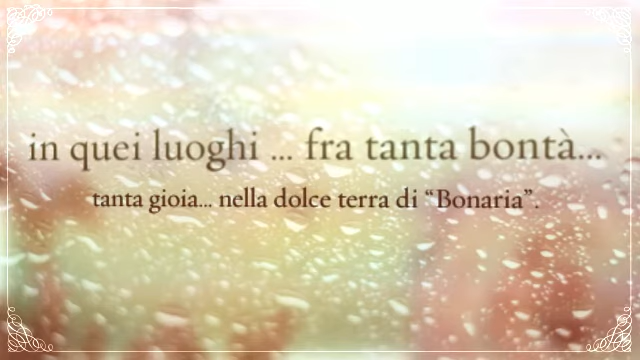 in quei luoghi ... fra tanta bontà...
tanta gioia... nella dolce terra di “Bonaria”.